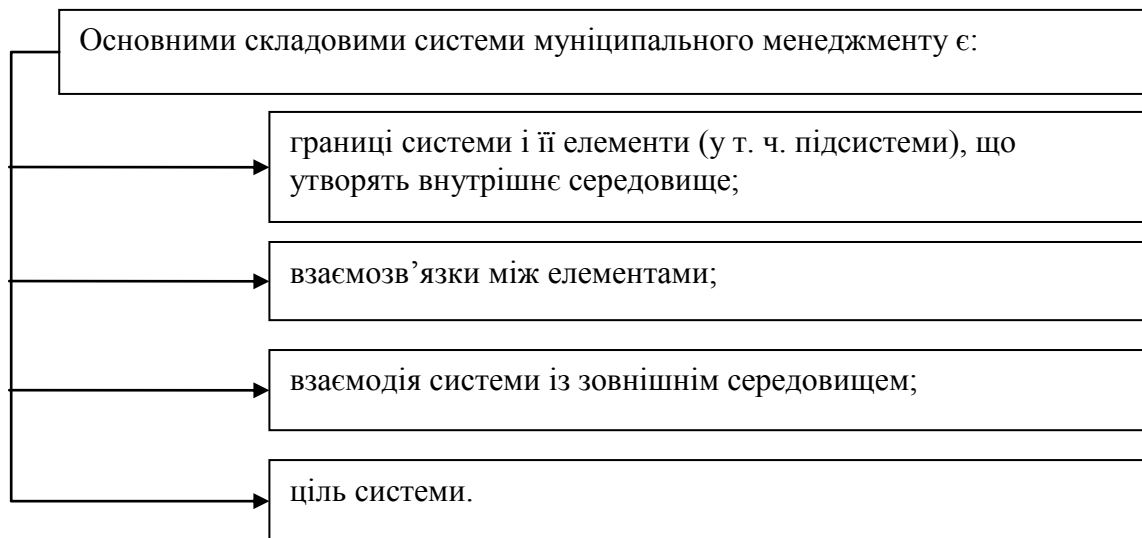 Основними складовими системи муніципального менеджменту є:
границі системи і її елементи (у т. ч. підсистеми), що
утворять внутрішнє середовище;
взаємозв’язки між елементами;
взаємодія системи із зовнішнім середовищем;
ціль системи.